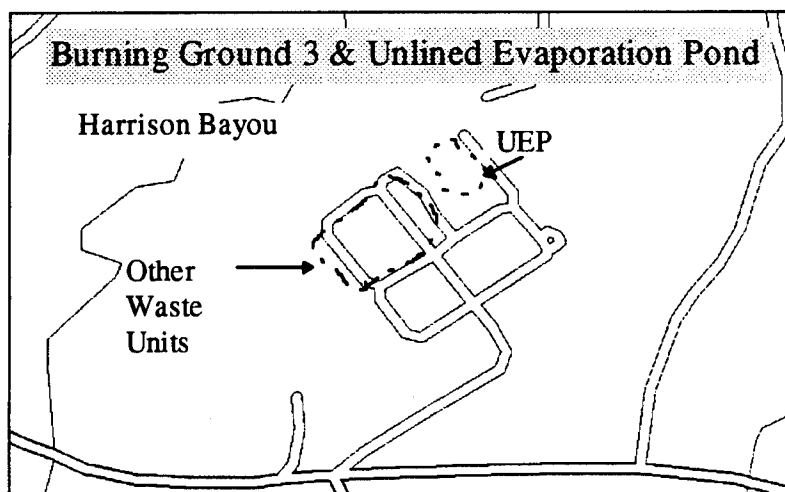 Burning Ground 3 & Unlined Evaporation Pond
Harrison Bayou
UEP
Other
Waste
Units